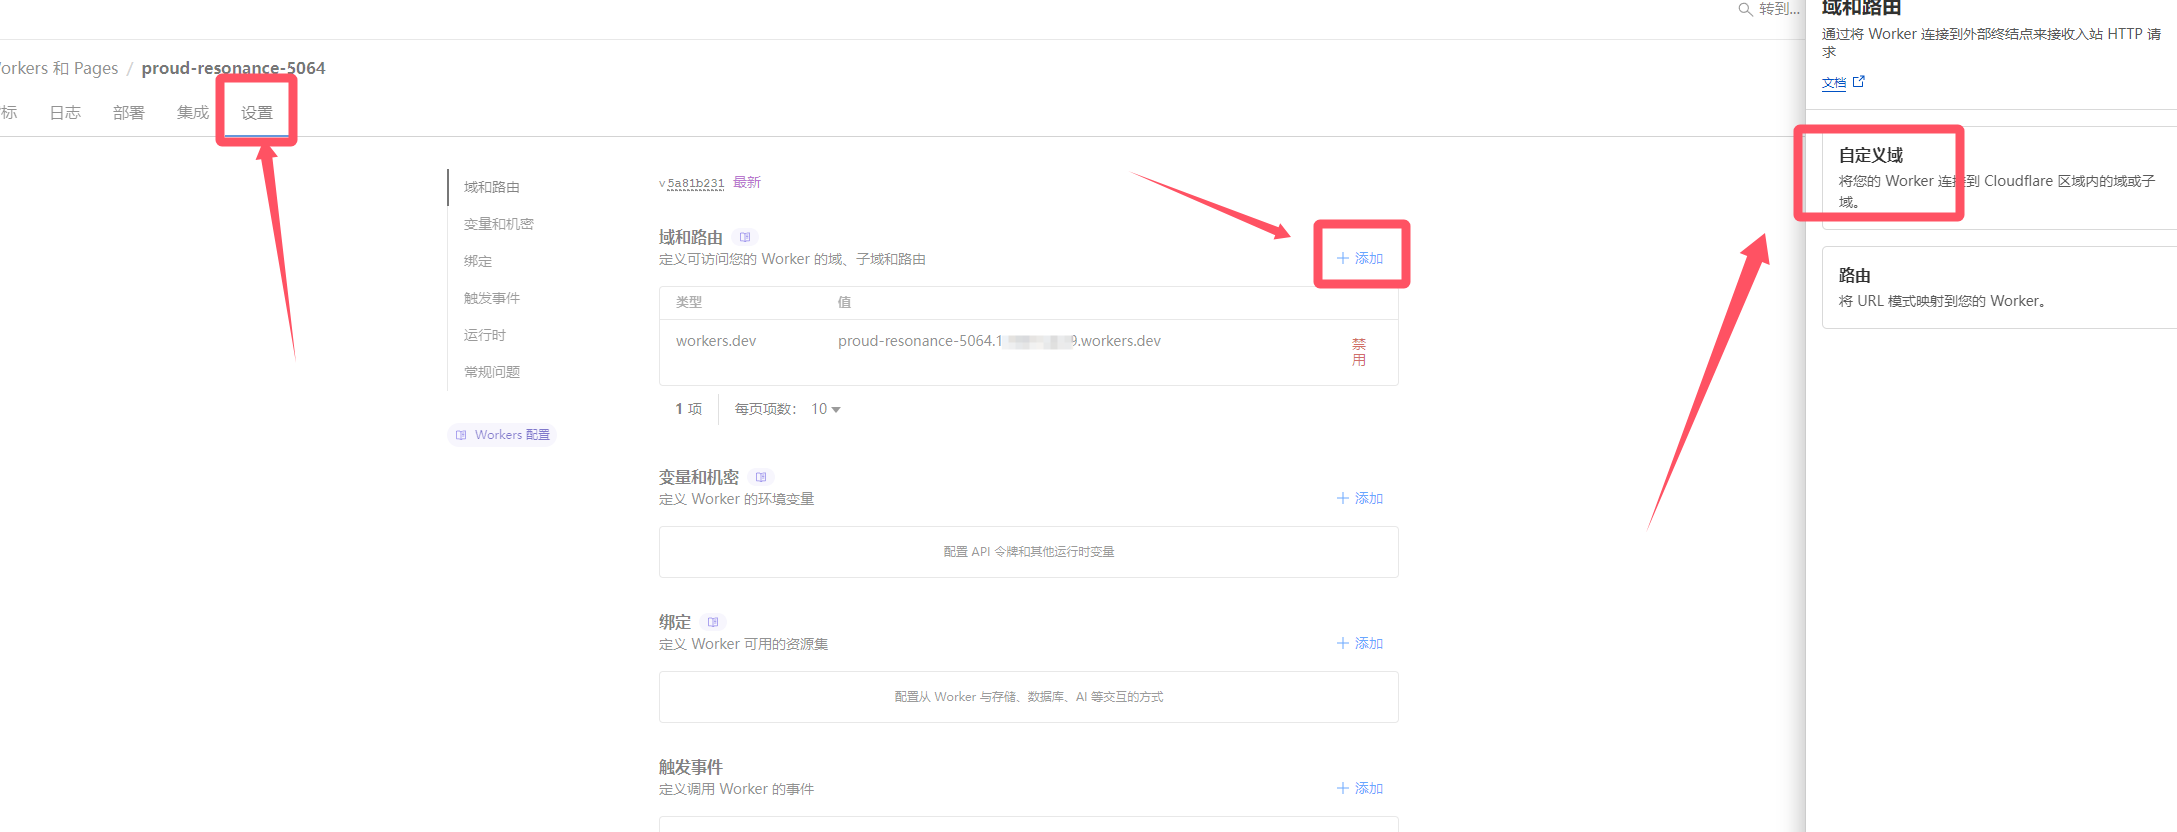 转到...
orkers 和 Pages / proud-resonance-5064
标
日志
部署
集成
设置
域和路由
变量和机密
绑定
触发事件
运行时
常规问题
Workers 配置
v 5a81b231 最新
域和路由
定义可访问您的 Worker 的域、子域和路由
+ 添加
类型 值
workers.dev proud-resonance-5064.1 9.workers.dev 禁用
1 项 每页项数: 10
变量和机密
定义 Worker 的环境变量
+ 添加
配置 API 令牌和其他运行时变量
绑定
定义 Worker 可用的资源集
+ 添加
配置从 Worker 与存储、数据库、AI 等交互的方式
触发事件
定义调用 Worker 的事件
+ 添加
域和路由
通过将 Worker 连接到外部终结点来接收入站 HTTP 请
求
文档
自定义域
将您的 Worker 连接到 Cloudflare 区域内的域或子
域。
路由
将 URL 模式映射到您的 Worker。